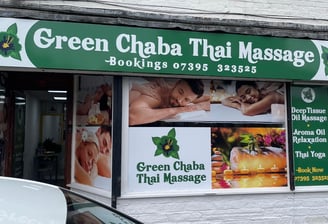 Green Chaba Thai Massage
-Bookings 07395 323525
Green Chaba
Thai Massage
Deep Tissue
Oil Massage
Aroma Oil
Relaxation
Thai Yoga
-Book Now
07395 323525